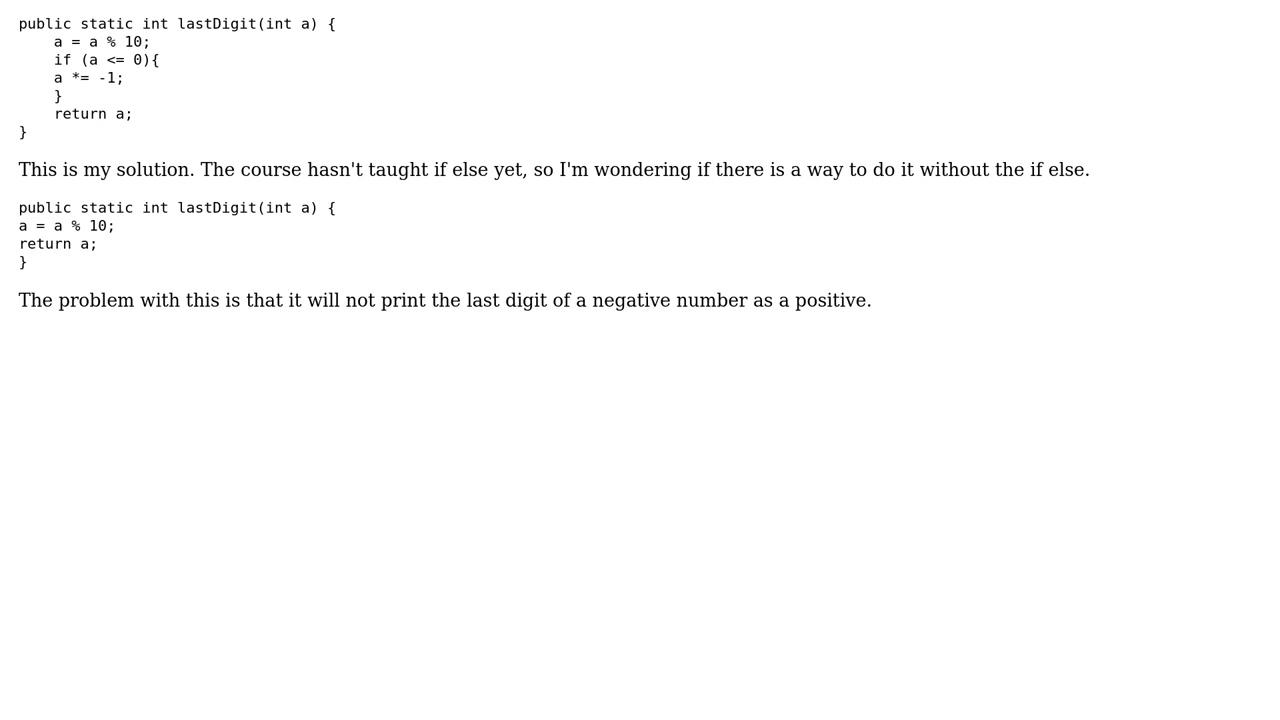 public static int lastDigit(int a) {
    a = a % 10;
    if (a <= 0){
    a *= -1;
    }
    return a;
}
This is my solution. The course hasn't taught if else yet, so I'm wondering if there is a way to do it without the if else.
public static int lastDigit(int a) {
a = a % 10;
return a;
}
The problem with this is that it will not print the last digit of a negative number as a positive.